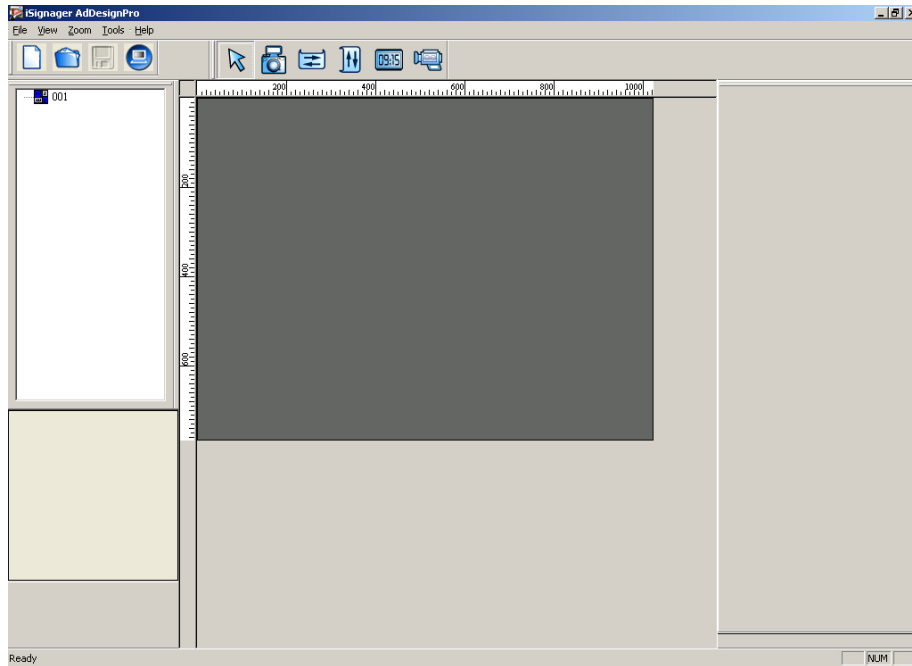 iSignager AdDesignPro
File View Zoom Tools Help
09:15
200 400 600 800 1000
001
200
400
600
Ready
NUM